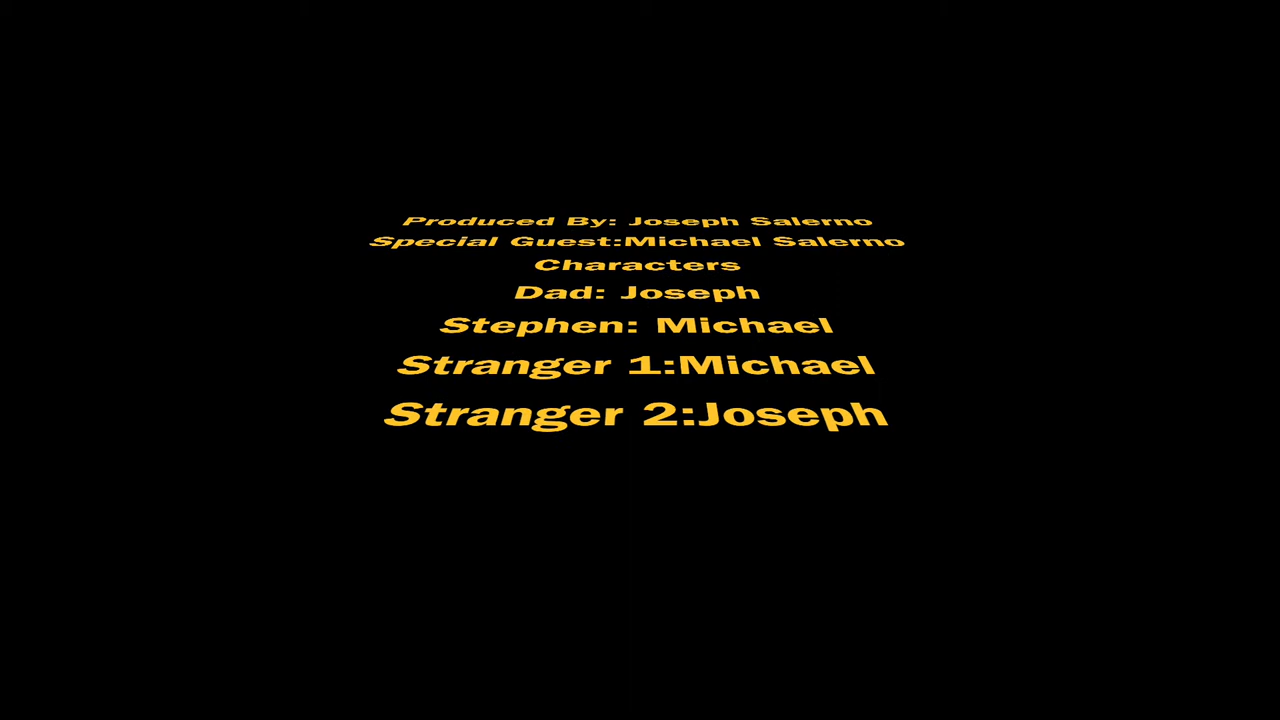 Produced By: Joseph Salerno
Special Guest:Michael Salerno
Characters
Dad: Joseph
Stephen: Michael
Stranger 1:Michael
Stranger 2:Joseph